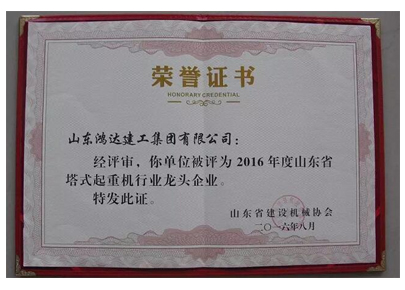 荣誉证书
HONORARY CREDENTIAL
山东鸿达建工集团有限公司：
经评审、你单位被评为2016年度山东省
塔式起重机行业龙头企业。
特发此证。
山东省建设机械协会
二〇一六年八月